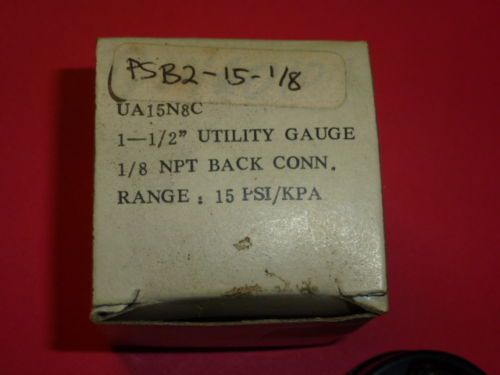 PSB2-15-1/8
UA15N8C
1—1/2" UTILITY GAUGE
1/8 NPT BACK CONN.
RANGE : 15 PSI/KPA